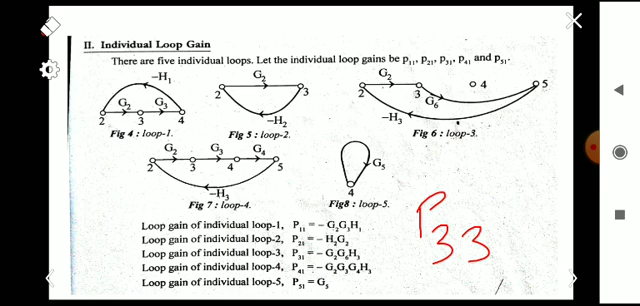 II. Individual Loop Gain
There are five individual loops. Let the individual loop gains be p₁₁, p₂₁, p₃₁, p₄₁ and p₅₁.
−H₁
G₂ G₃
2 3 4
Fig 4 : loop-1.
G₂
2 3
−H₂
Fig 5 : loop-2.
G₂
2 3 G₆ 4 5
−H₃
Fig 6 : loop-3.
G₂ G₃ G₄
2 3 4 5
−H₃
Fig 7 : loop-4.
G₅
4
Fig8 : loop-5.
Loop gain of individual loop-1, P₁₁ = − G₂G₃H₁
Loop gain of individual loop-2, P₂₁ = − H₂G₂
Loop gain of individual loop-3, P₃₁ = − G₂G₆H₃
Loop gain of individual loop-4, P₄₁ = − G₂G₃G₄H₃
Loop gain of individual loop-5, P₅₁ = G₅
P33